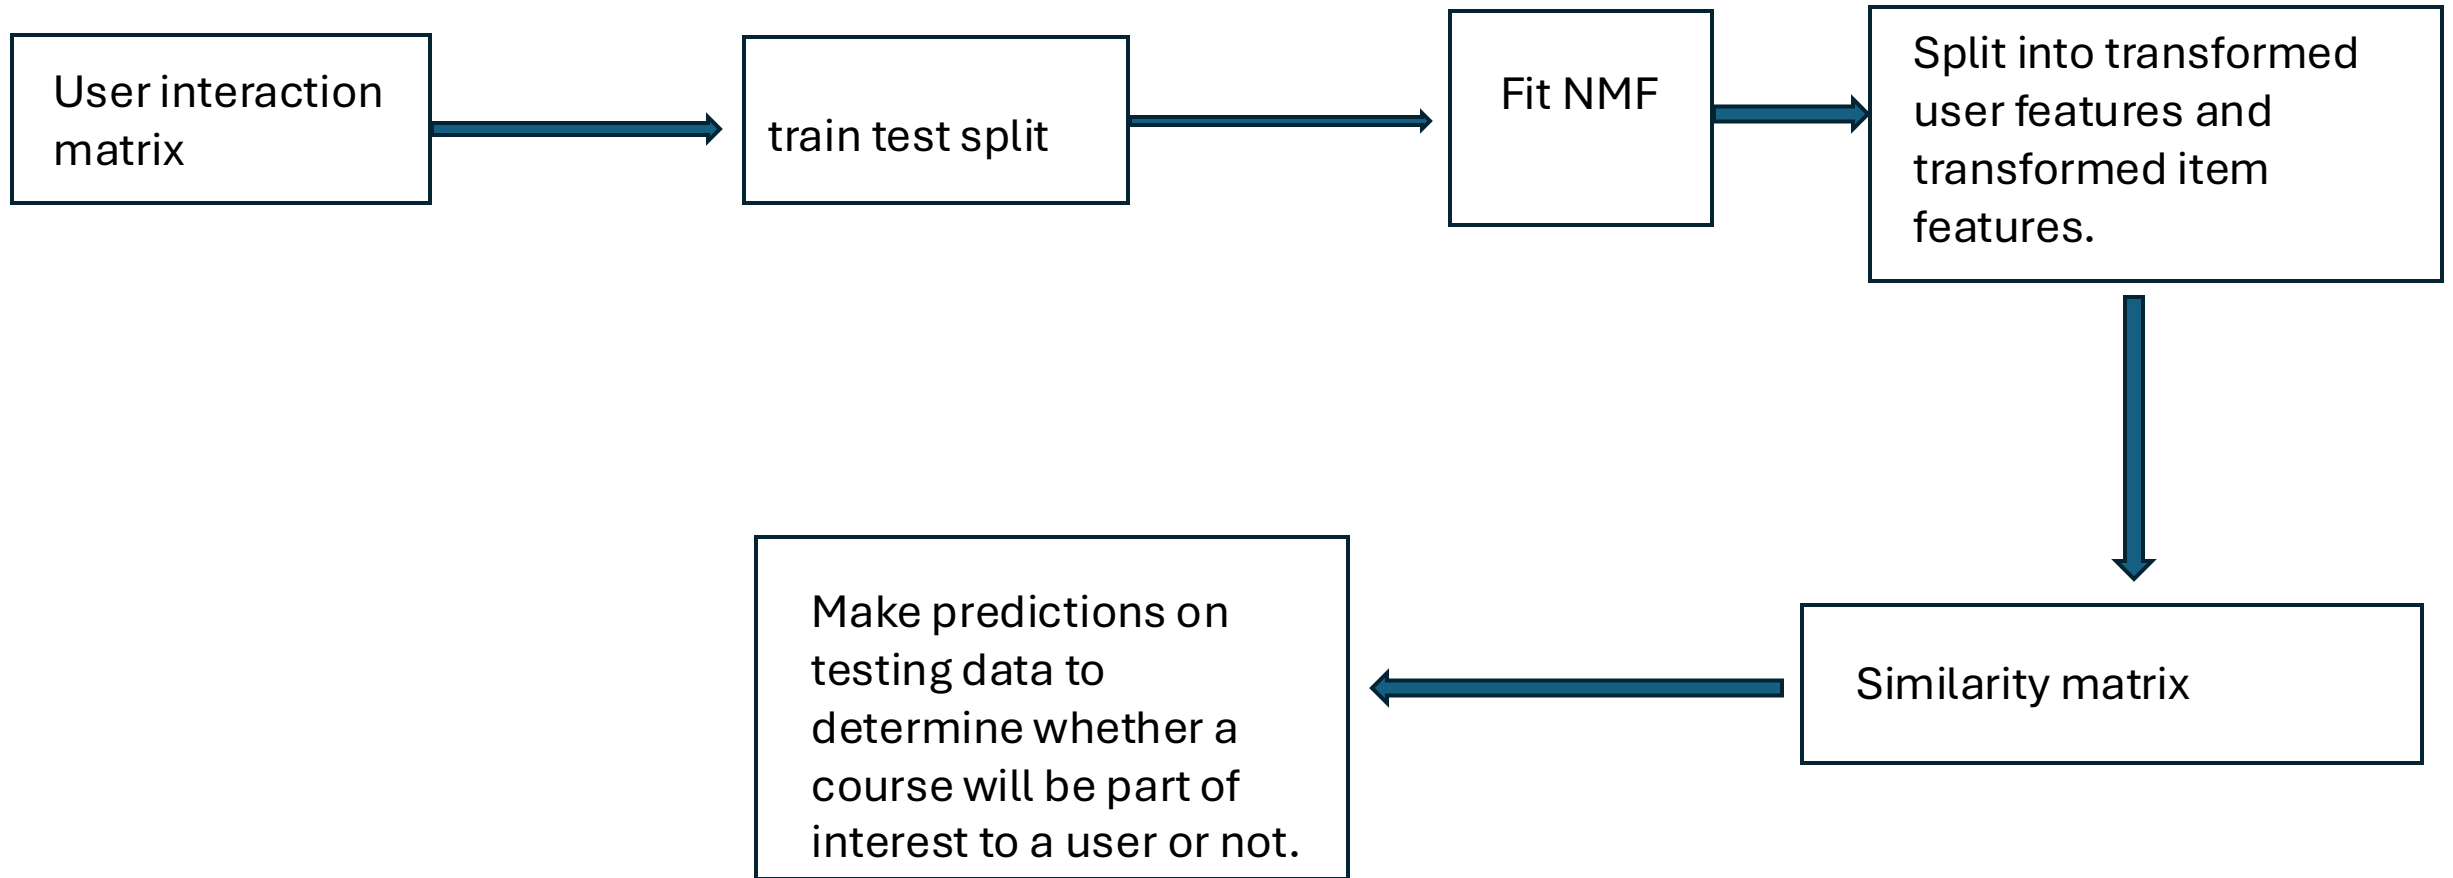 User interaction
matrix
train test split
Fit NMF
Split into transformed
user features and
transformed item
features.
Similarity matrix
Make predictions on
testing data to
determine whether a
course will be part of
interest to a user or not.